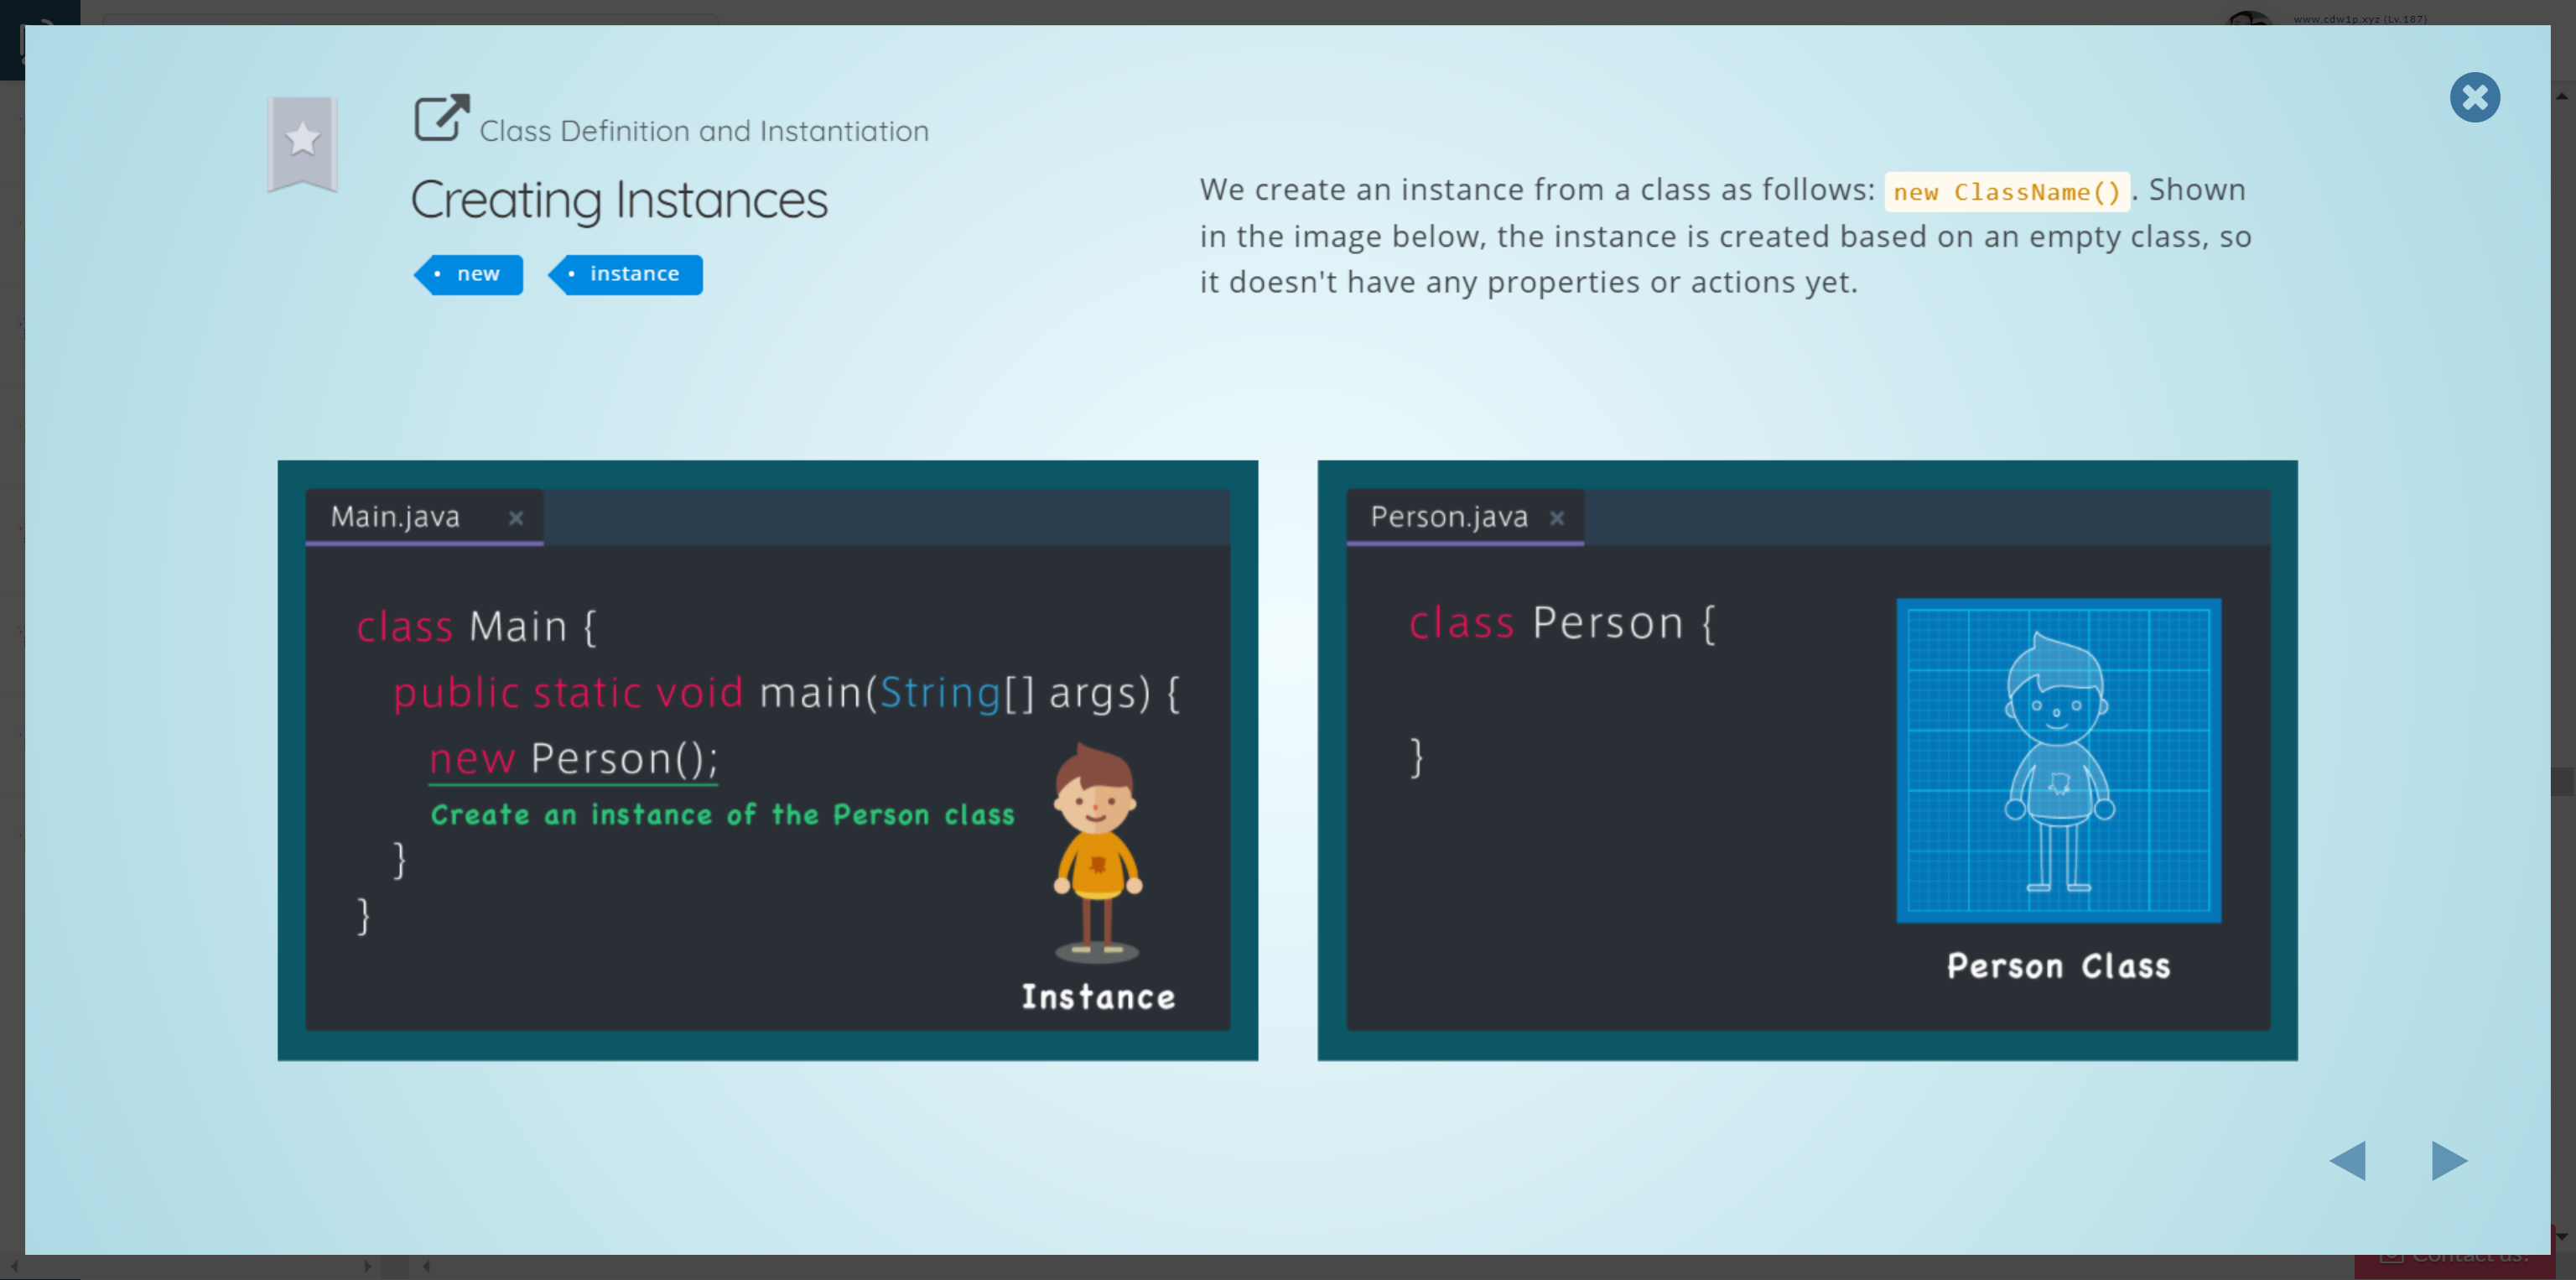 www.cdw1p.xyz (Lv.187)
Class Definition and Instantiation
Creating Instances
new
instance
We create an instance from a class as follows: new ClassName(). Shown
in the image below, the instance is created based on an empty class, so
it doesn't have any properties or actions yet.
Main.java
class Main {
public static void main(String[] args) {
new Person();
Create an instance of the Person class
}
}
Instance
Person.java
class Person {
}
Person Class
Contact us!